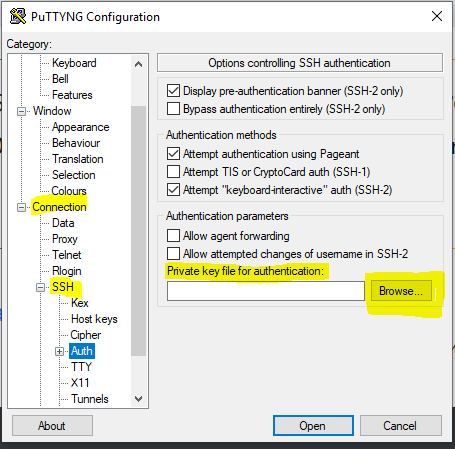 PuTTYNG Configuration
Category:
Keyboard
Bell
Features
Window
Appearance
Behaviour
Translation
Selection
Colours
Connection
Data
Proxy
Telnet
Rlogin
SSH
Kex
Host keys
Cipher
Auth
TTY
X11
Tunnels
Options controlling SSH authentication
Display pre-authentication banner (SSH-2 only)
Bypass authentication entirely (SSH-2 only)
Authentication methods
Attempt authentication using Pageant
Attempt TIS or CryptoCard auth (SSH-1)
Attempt "keyboard-interactive" auth (SSH-2)
Authentication parameters
Allow agent forwarding
Allow attempted changes of username in SSH-2
Private key file for authentication:
Browse...
About
Open
Cancel